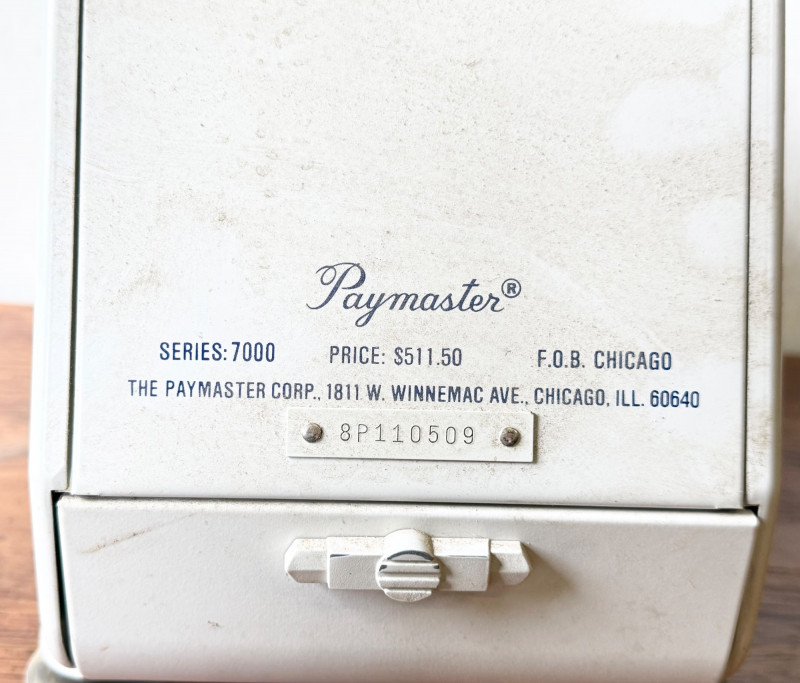 Paymaster®
SERIES: 7000 PRICE: $511.50 F.O.B. CHICAGO
THE PAYMASTER CORP., 1811 W. WINNEMAC AVE., CHICAGO, ILL. 60640
8P110509